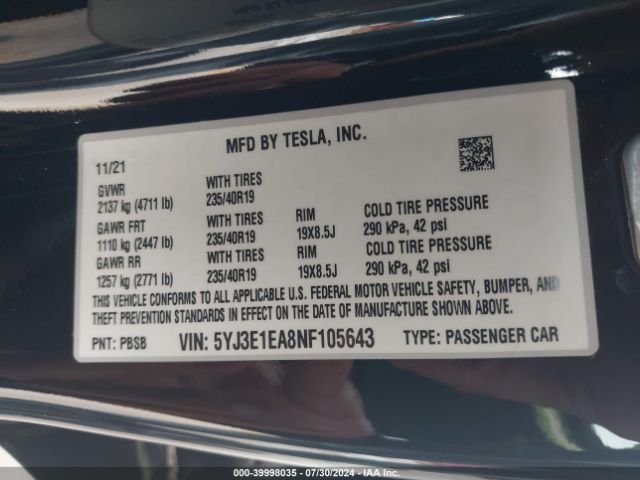 MFD BY TESLA, INC.
11/21
GVWR WITH TIRES
2137 kg (4711 lb) 235/40R19
GAWR FRT WITH TIRES RIM COLD TIRE PRESSURE
1110 kg (2447 lb) 235/40R19 19X8.5J 290 kPa, 42 psi
GAWR RR WITH TIRES RIM COLD TIRE PRESSURE
1257 kg (2771 lb) 235/40R19 19X8.5J 290 kPa, 42 psi
THIS VEHICLE CONFORMS TO ALL APPLICABLE U.S. FEDERAL MOTOR VEHICLE SAFETY, BUMPER, AND
THEFT PREVENTION STANDARDS IN EFFECT ON THE DATE OF MANUFACTURE SHOWN ABOVE.
PNT: PBSB VIN: 5YJ3E1EA8NF105643 TYPE: PASSENGER CAR
000-39998035 - 07/30/2024 - IAA Inc.